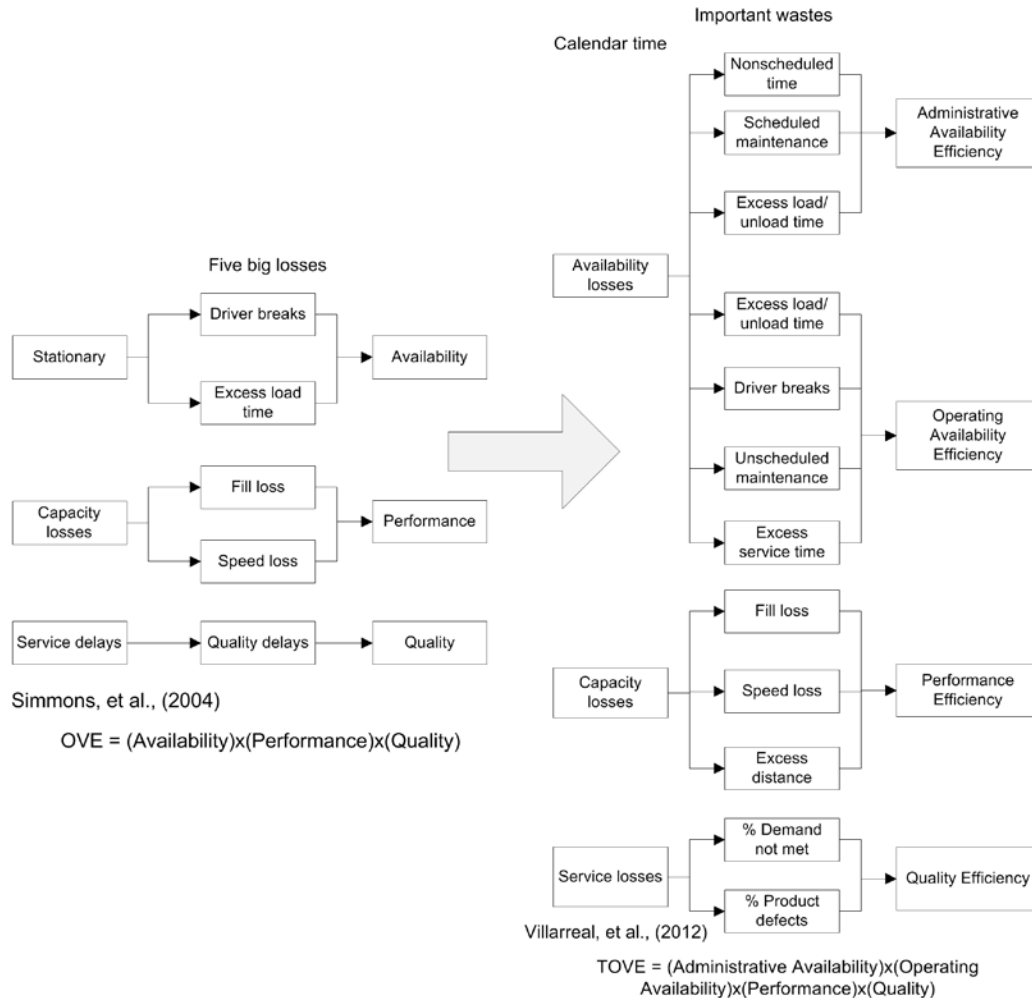 Five big losses
Stationary
Driver breaks
Excess load
time
Availability
Capacity
losses
Fill loss
Speed loss
Performance
Service delays
Quality delays
Quality
Simmons, et al., (2004)
OVE = (Availability)x(Performance)x(Quality)
Important wastes
Calendar time
Availability
losses
Nonscheduled
time
Scheduled
maintenance
Excess load/
unload time
Administrative
Availability
Efficiency
Excess load/
unload time
Driver breaks
Unscheduled
maintenance
Excess
service time
Operating
Availability
Efficiency
Capacity
losses
Fill loss
Speed loss
Excess
distance
Performance
Efficiency
Service losses
% Demand
not met
% Product
defects
Quality Efficiency
Villarreal, et al., (2012)
TOVE = (Administrative Availability)x(Operating
Availability)x(Performance)x(Quality)